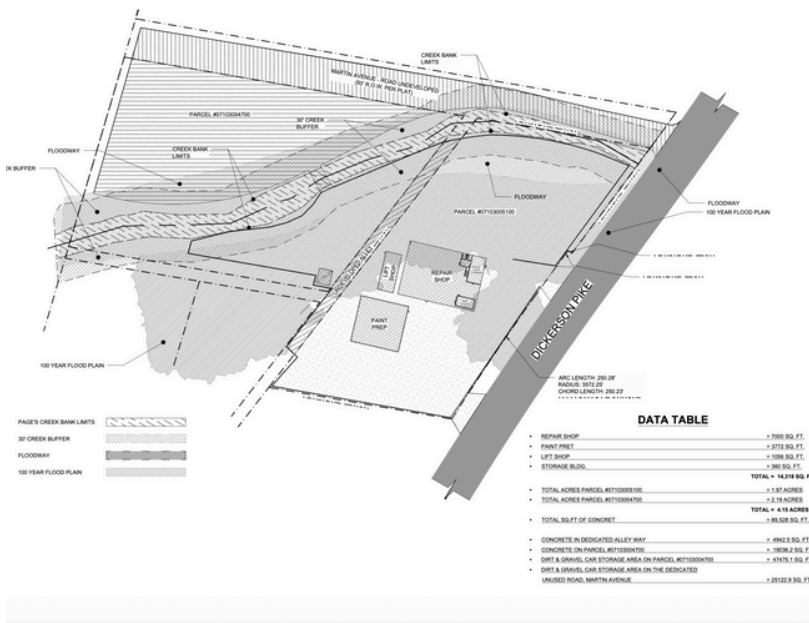 CREEK BANK
LIMITS
MARTIN AVENUE - ROAD UNDEVELOPED
(50' R.O.W. PER PLAT)
PARCEL #07103004700
30' CREEK
BUFFER
FLOODWAY
CREEK BANK
LIMITS
EK BUFFER
FLOODWAY
FLOODWAY
100 YEAR FLOOD PLAIN
PARCEL #07103005100
ALLEY
LIFT
SHOP
REPAIR
SHOP
PAINT
PREP
DICKERSON PIKE
100 YEAR FLOOD PLAIN
ARC LENGTH: 250.28'
RADIUS: 3572.25'
CHORD LENGTH: 250.23'
PAGE'S CREEK BANK LIMITS
30' CREEK BUFFER
FLOODWAY
100 YEAR FLOOD PLAIN
DATA TABLE
• REPAIR SHOP = 7000 SQ. FT.
• PAINT PRET = 3772 SQ. FT.
• LIFT SHOP = 1056 SQ. FT.
• STORAGE BLDG. = 360 SQ. FT.
TOTAL = 14,318 SQ. F
• TOTAL ACRES PARCEL #07103005100 = 1.97 ACRES
• TOTAL ACRES PARCEL #07103004700 = 2.19 ACRES
TOTAL = 4.15 ACRES
• TOTAL SQ.FT OF CONCRET = 89,528 SQ. FT.
• CONCRETE IN DEDICATED ALLEY WAY = 4942.5 SQ. FT.
• CONCRETE ON PARCEL #07103004700 = 19036.2 SQ. F
• DIRT & GRAVEL CAR STORAGE AREA ON PARCEL #07103004700 = 47475.1 SQ. F
• DIRT & GRAVEL CAR STORAGE AREA ON THE DEDICATED
UNUSED ROAD, MARTIN AVENUE = 25122.9 SQ. FT